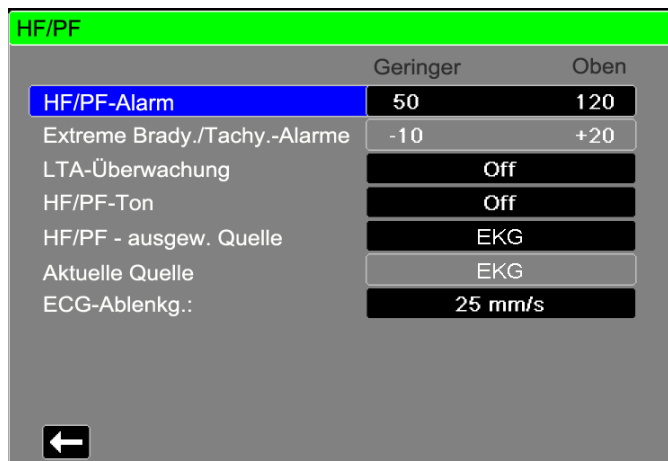 HF/PF
Geringer Oben
HF/PF-Alarm 50 120
Extreme Brady./Tachy.-Alarme -10 +20
LTA-Überwachung Off
HF/PF-Ton Off
HF/PF - ausgew. Quelle EKG
Aktuelle Quelle EKG
ECG-Ablenkg.: 25 mm/s